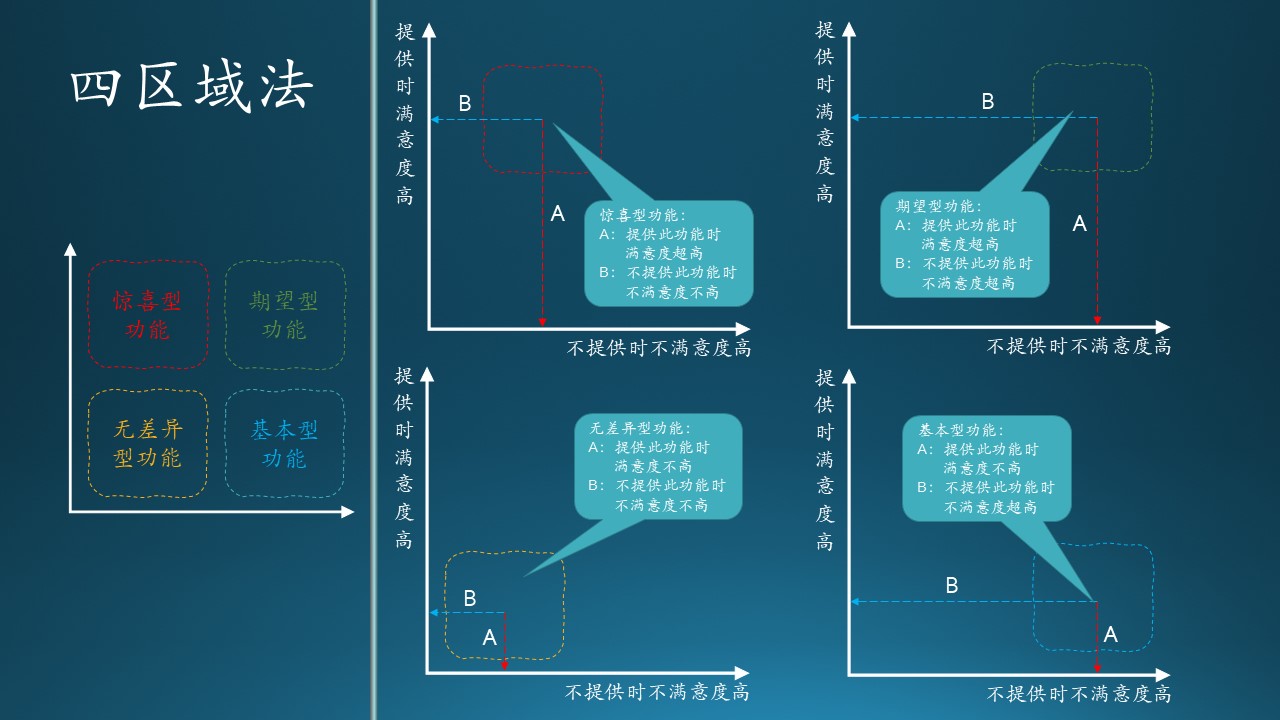 四区域法
惊喜型
功能
期望型
功能
无差异
型功能
基本型
功能
提供时满意度高
B
A
惊喜型功能：
A：提供此功能时
满意度超高
B：不提供此功能时
不满意度不高
不提供时不满意度高
提供时满意度高
B
A
期望型功能：
A：提供此功能时
满意度超高
B：不提供此功能时
不满意度超高
不提供时不满意度高
提供时满意度高
无差异型功能：
A：提供此功能时
满意度不高
B：不提供此功能时
不满意度不高
B
A
不提供时不满意度高
提供时满意度高
基本型功能：
A：提供此功能时
满意度不高
B：不提供此功能时
不满意度超高
B
A
不提供时不满意度高